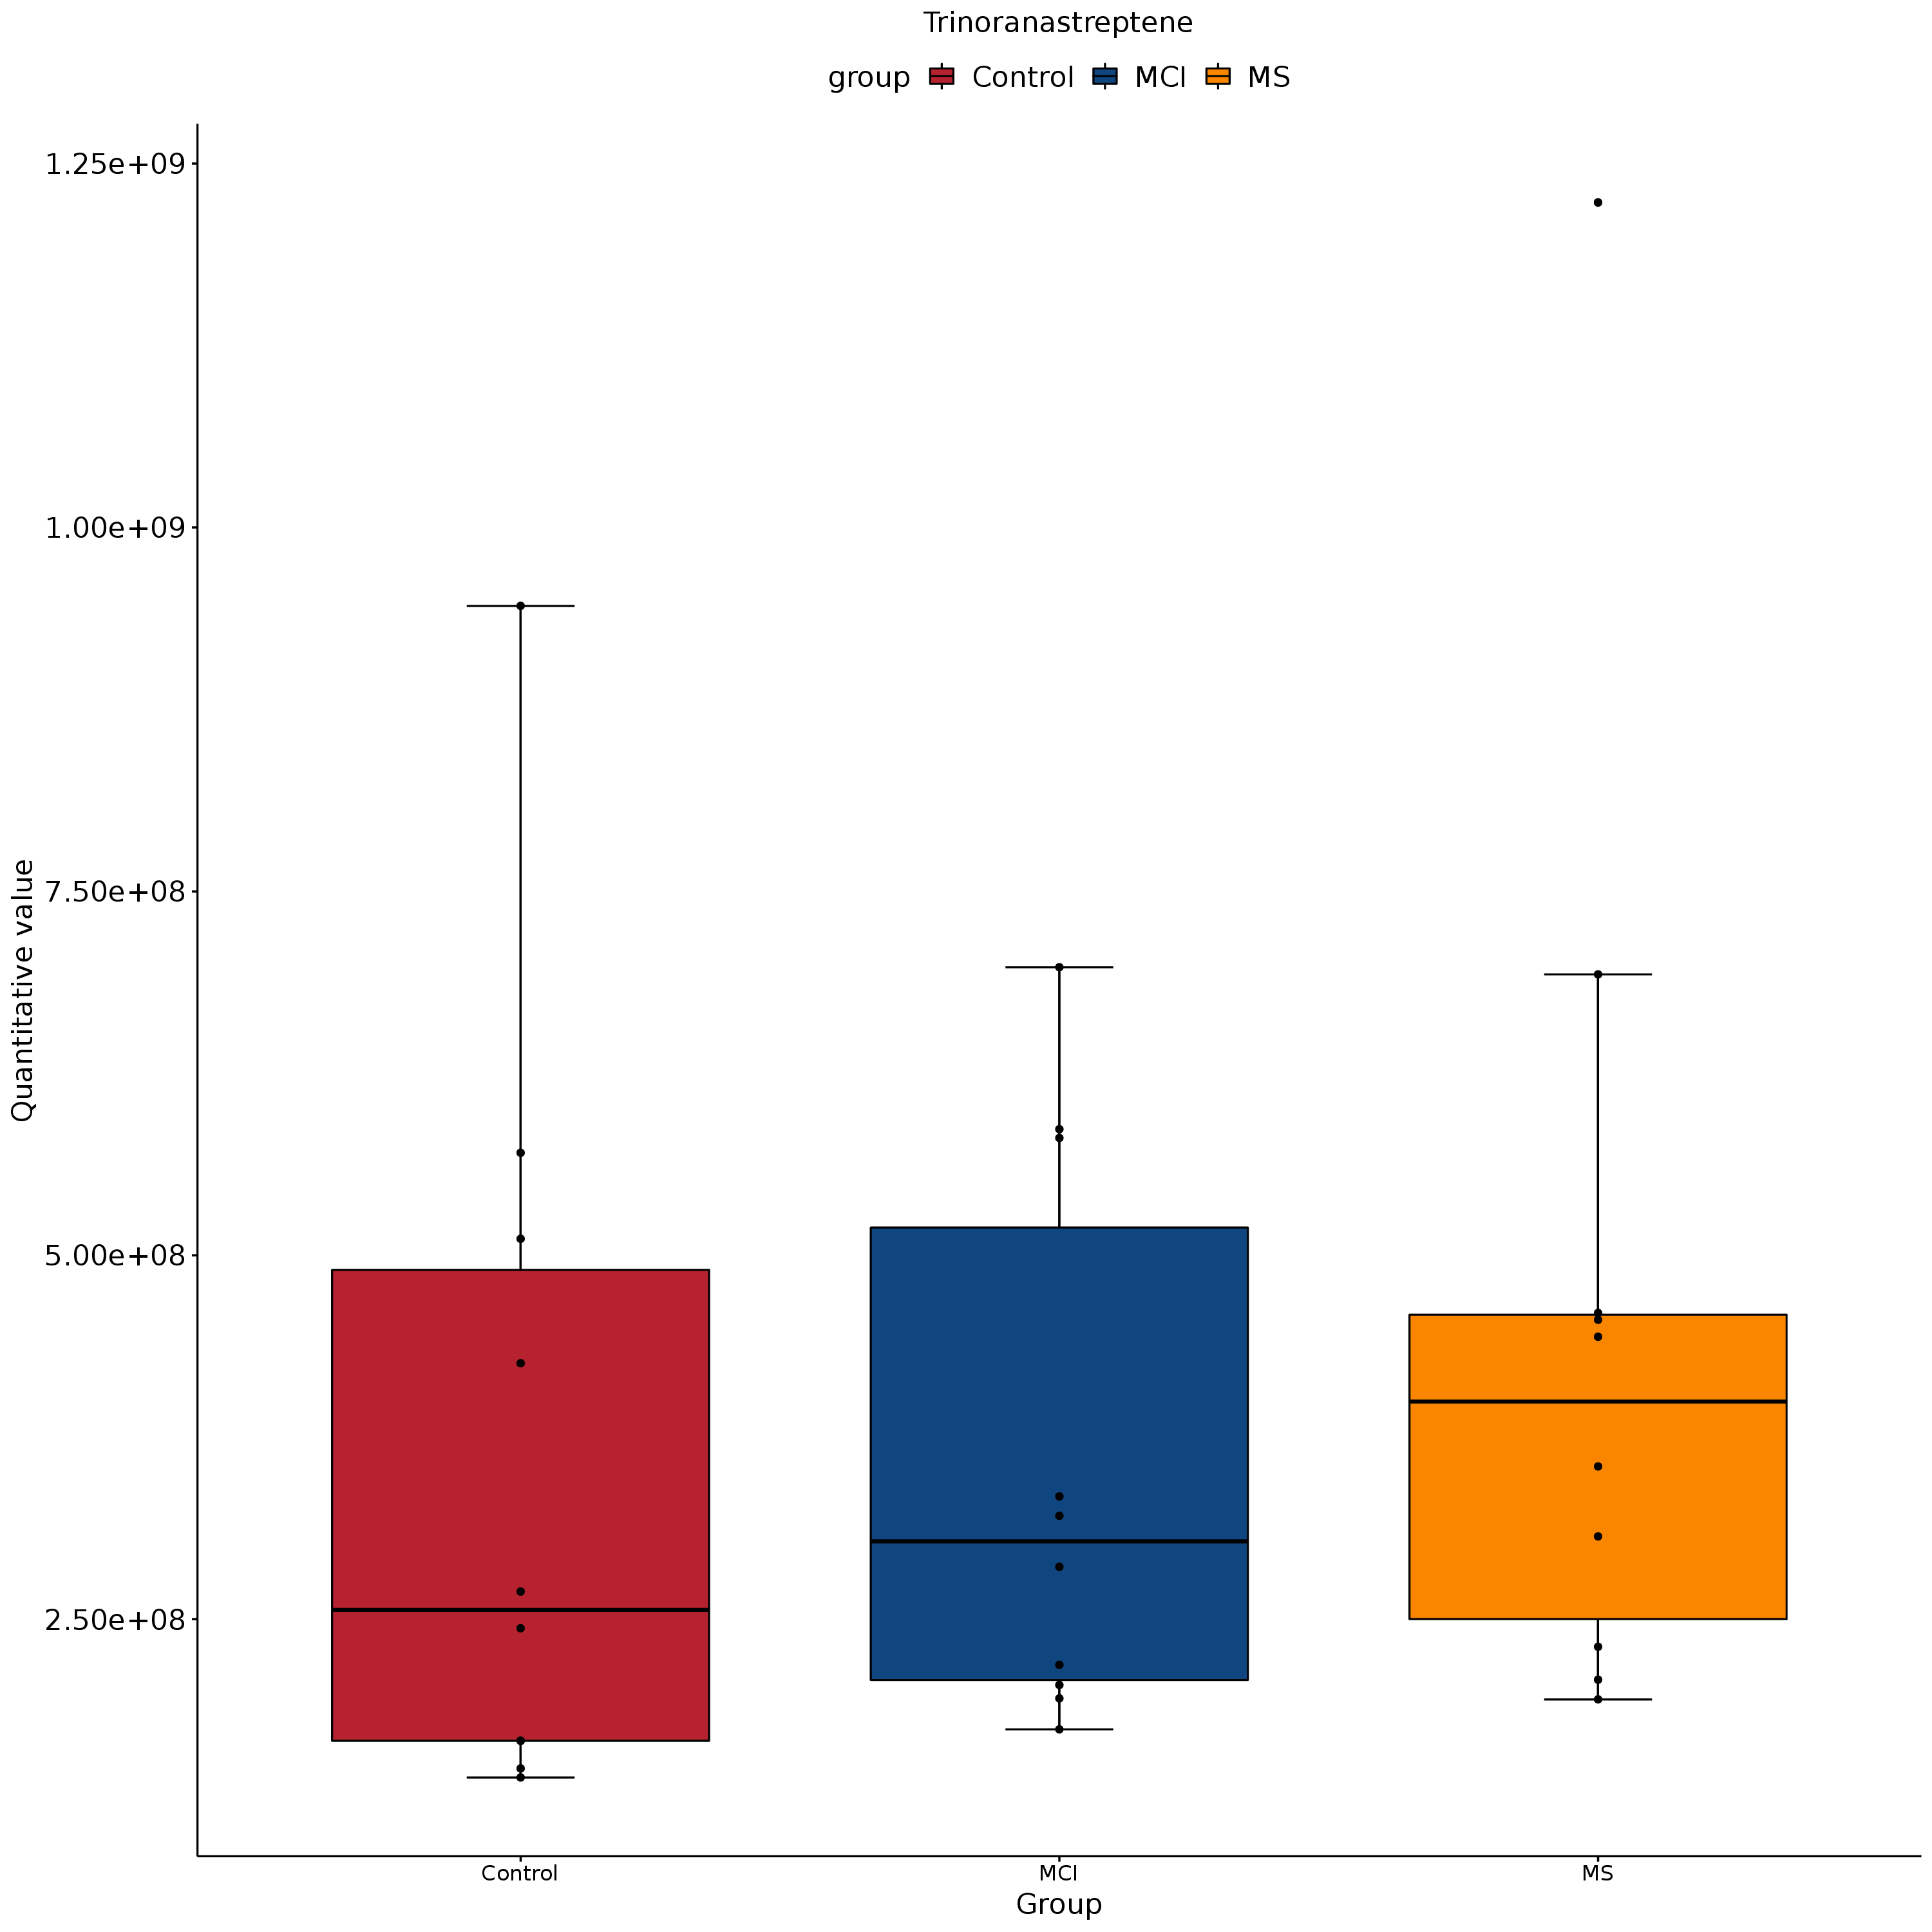 Trinoranastreptene
group Control MCI MS
1.25e+09
1.00e+09
7.50e+08
5.00e+08
2.50e+08
Quantitative value
Control MCI MS
Group